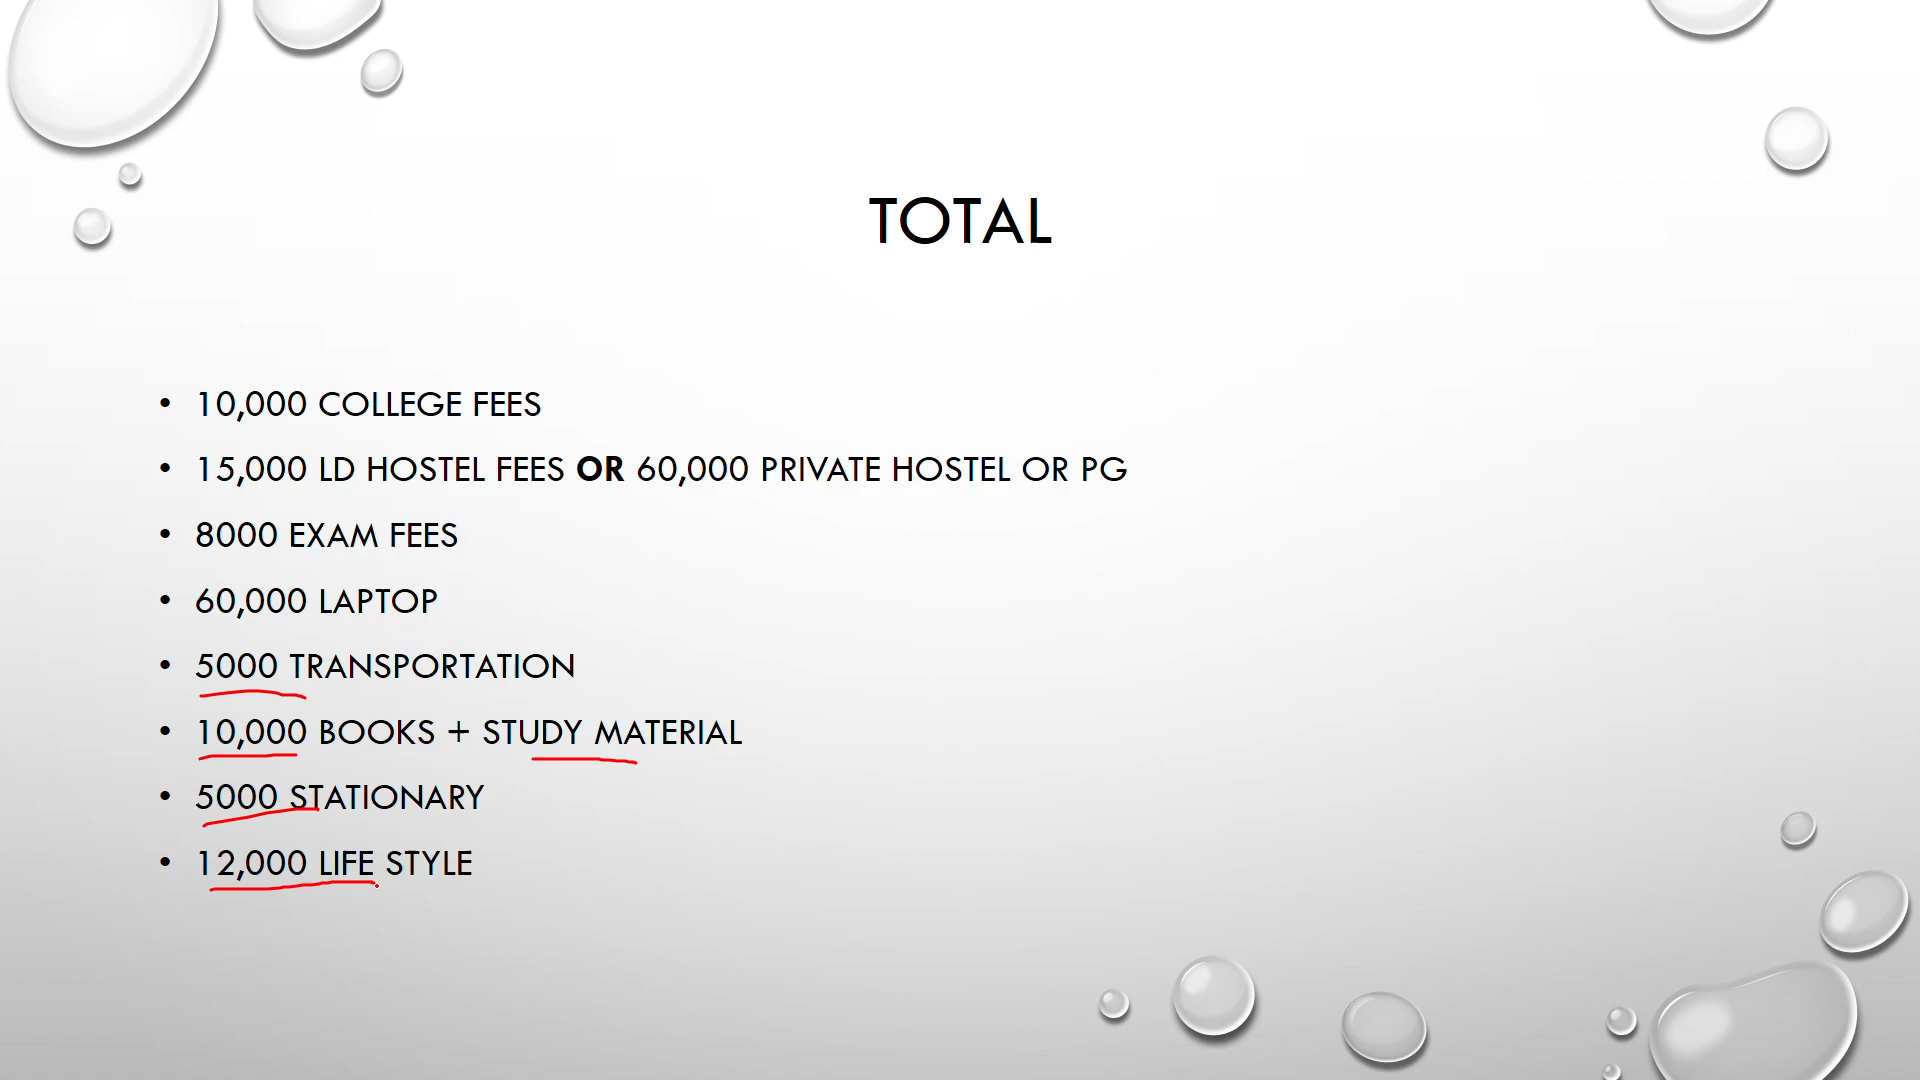 TOTAL
• 10,000 COLLEGE FEES
• 15,000 LD HOSTEL FEES OR 60,000 PRIVATE HOSTEL OR PG
• 8000 EXAM FEES
• 60,000 LAPTOP
• 5000 TRANSPORTATION
• 10,000 BOOKS + STUDY MATERIAL
• 5000 STATIONARY
• 12,000 LIFE STYLE